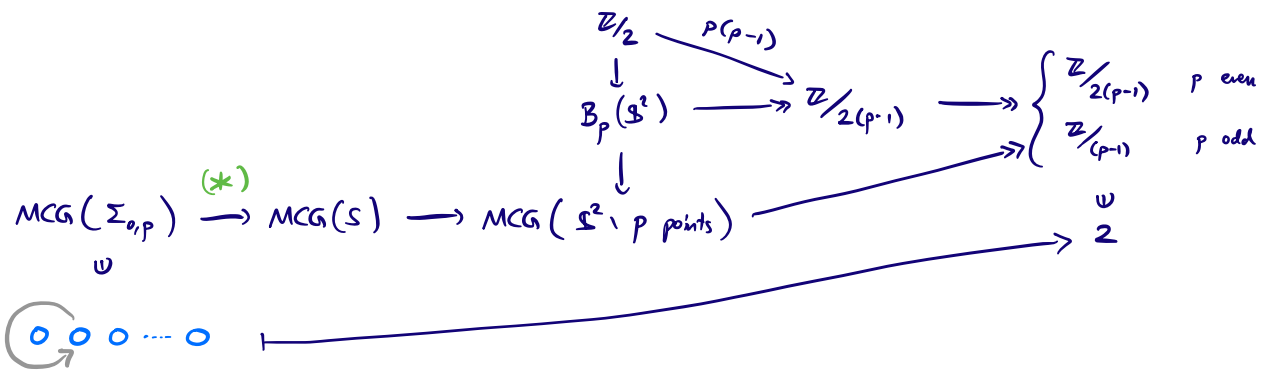 ℤ/2
p(p-1)
B_p(𝕊²) ↠ ℤ/2(p-1) ↠ { ℤ/2(p-1) p even
ℤ/(p-1) p odd
(*)
MCG(Σ_{0,p}) → MCG(S) → MCG(𝕊² \ p points)
∈ ∈
2
o o o ···· o ↦